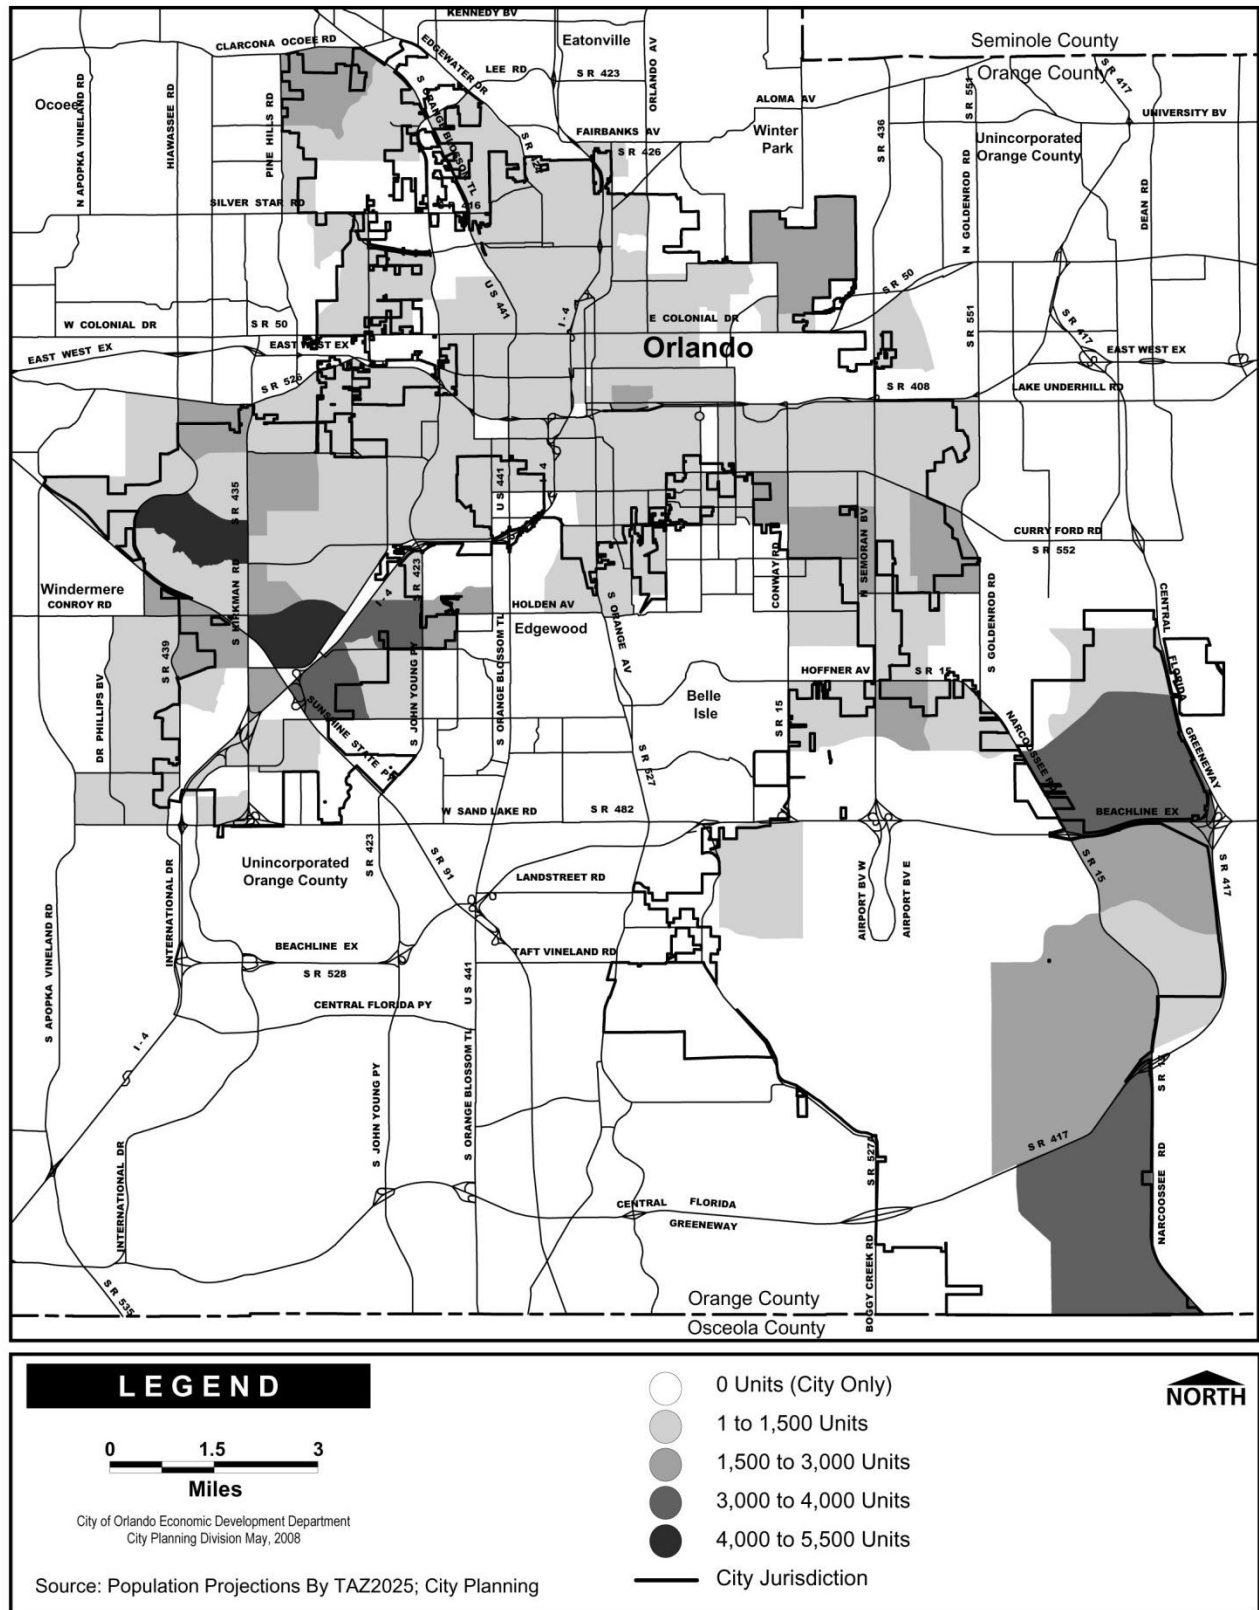 KENNEDY BV
CLARCONA OCOEE RD
EDGEWATER DR
Eatonville
ORLANDO AV
Seminole County
Orange County
LEE RD
S R 423
S R 417
S R 551
Ocoee
N APOPKA VINELAND RD
HIAWASSEE RD
PINE HILLS RD
S ORANGE BLOSSOM TL
ALOMA AV
UNIVERSITY BV
FAIRBANKS AV
S R 426
Winter
Park
S R 436
Unincorporated
Orange County
N GOLDENROD RD
DEAN RD
SILVER STAR RD
S R 416
S R 424
U S 441
I - 4
S R 50
W COLONIAL DR
S R 50
E COLONIAL DR
S R 551
S R 417
EAST WEST EX
EAST WEST EX
Orlando
EAST WEST EX
S R 526
S R 408
LAKE UNDERHILL RD
S R 435
U S 441
I - 4
CURRY FORD RD
S R 552
Windermere
CONROY RD
S KIRKMAN RD
I - 4
S R 423
HOLDEN AV
Edgewood
S ORANGE AV
CONWAY RD
N SEMORAN BV
S GOLDENROD RD
CENTRAL
FLORIDA
GREENEWAY
S R 439
DR PHILLIPS BV
SUNSHINE STATE PY
S JOHN YOUNG PY
S ORANGE BLOSSOM TL
HOFFNER AV
S R 15
Belle
Isle
S R 15
NARCOOSSEE RD
S R 527
W SAND LAKE RD
S R 482
BEACHLINE EX
Unincorporated
Orange County
S R 423
S R 91
S R 15
S R 417
LANDSTREET RD
AIRPORT BV W
AIRPORT BV E
S APOPKA VINELAND RD
INTERNATIONAL DR
BEACHLINE EX
S R 528
TAFT VINELAND RD
U S 441
CENTRAL FLORIDA PY
I - 4
S R 15
INTERNATIONAL DR
S JOHN YOUNG PY
S ORANGE BLOSSOM TL
S R 417
S R 527A
CENTRAL FLORIDA
GREENEWAY
NARCOOSSEE RD
BOGGY CREEK RD
S R 535
Orange County
Osceola County
LEGEND
0 1.5 3
Miles
City of Orlando Economic Development Department
City Planning Division May, 2008
Source: Population Projections By TAZ2025; City Planning
0 Units (City Only)
1 to 1,500 Units
1,500 to 3,000 Units
3,000 to 4,000 Units
4,000 to 5,500 Units
City Jurisdiction
NORTH